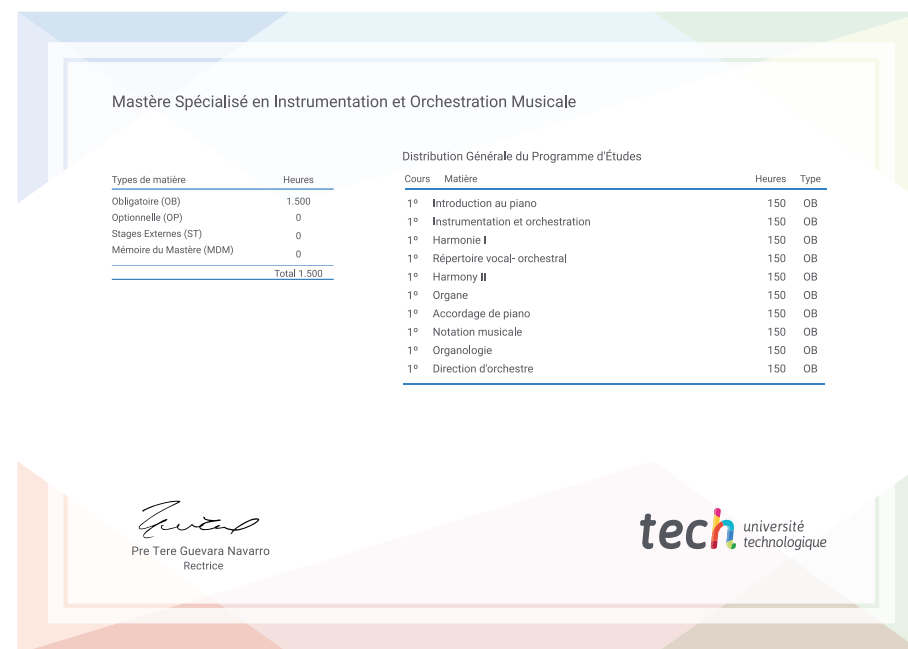 Mastère Spécialisé en Instrumentation et Orchestration Musicale
Types de matière Heures
Obligatoire (OB) 1.500
Optionnelle (OP) 0
Stages Externes (ST) 0
Mémoire du Mastère (MDM) 0
Total 1.500
Distribution Générale du Programme d'Études
Cours Matière Heures Type
1º Introduction au piano 150 OB
1º Instrumentation et orchestration 150 OB
1º Harmonie I 150 OB
1º Répertoire vocal- orchestral 150 OB
1º Harmony II 150 OB
1º Organe 150 OB
1º Accordage de piano 150 OB
1º Notation musicale 150 OB
1º Organologie 150 OB
1º Direction d'orchestre 150 OB
Pre Tere Guevara Navarro
Rectrice
tech université
technologique